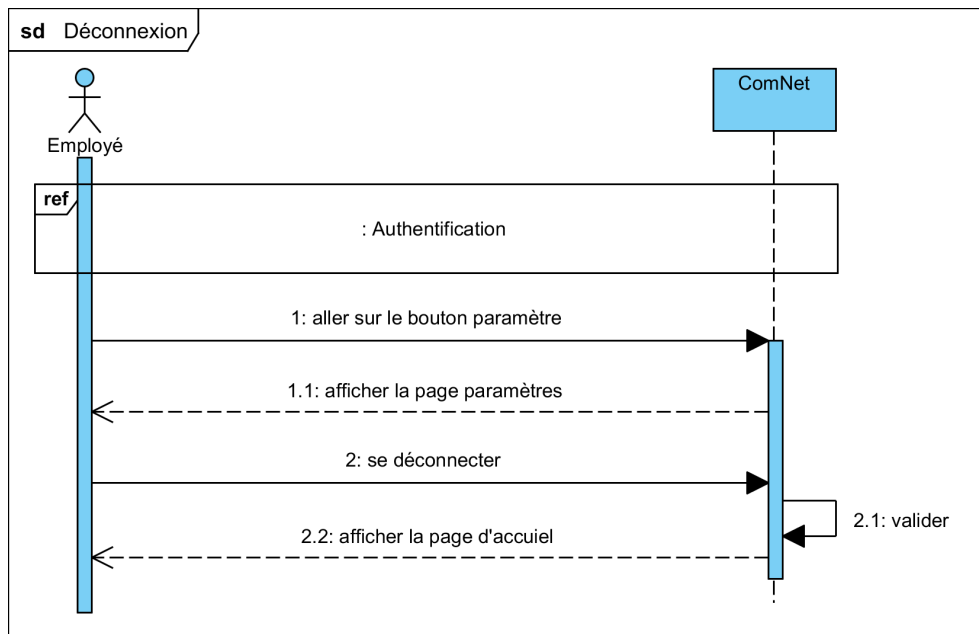 sd Déconnexion
ComNet
Employé
ref
: Authentification
1: aller sur le bouton paramètre
1.1: afficher la page paramètres
2: se déconnecter
2.1: valider
2.2: afficher la page d'accuiel